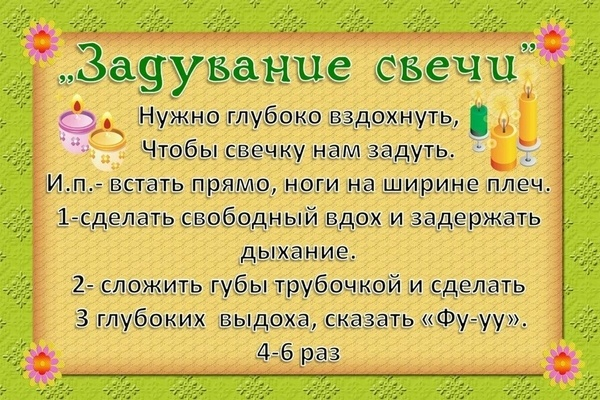 „Задувание свечи”
Нужно глубоко вздохнуть,
Чтобы свечку нам задуть.
И.п.- встать прямо, ноги на ширине плеч.
1-сделать свободный вдох и задержать
дыхание.
2- сложить губы трубочкой и сделать
3 глубоких выдоха, сказать «Фу-уу».
4-6 раз